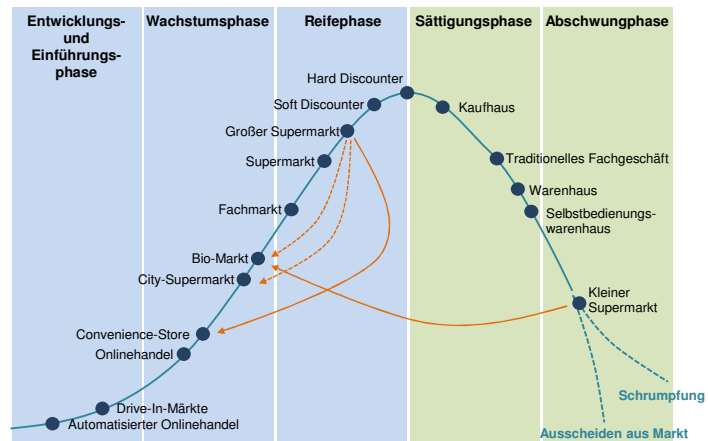 Entwicklungs-
und
Einführungs-
phase
Wachstumsphase
Reifephase
Sättigungsphase
Abschwungphase
Hard Discounter
Soft Discounter
Kaufhaus
Großer Supermarkt
Supermarkt
Traditionelles Fachgeschäft
Warenhaus
Fachmarkt
Selbstbedienungs-
warenhaus
Bio-Markt
City-Supermarkt
Kleiner
Supermarkt
Convenience-Store
Onlinehandel
Schrumpfung
Drive-In-Märkte
Automatisierter Onlinehandel
Ausscheiden aus Markt